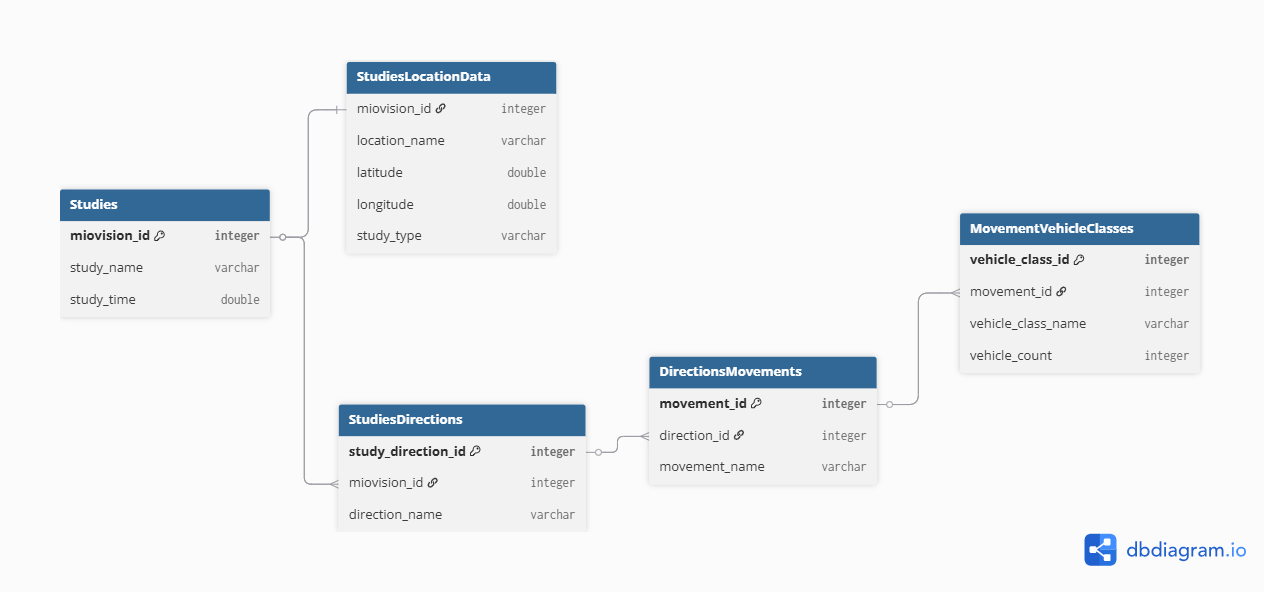 StudiesLocationData
miovision_id integer
location_name varchar
latitude double
longitude double
study_type varchar
Studies
miovision_id integer
study_name varchar
study_time double
MovementVehicleClasses
vehicle_class_id integer
movement_id integer
vehicle_class_name varchar
vehicle_count integer
DirectionsMovements
movement_id integer
direction_id integer
movement_name varchar
StudiesDirections
study_direction_id integer
miovision_id integer
direction_name varchar
dbdiagram.io